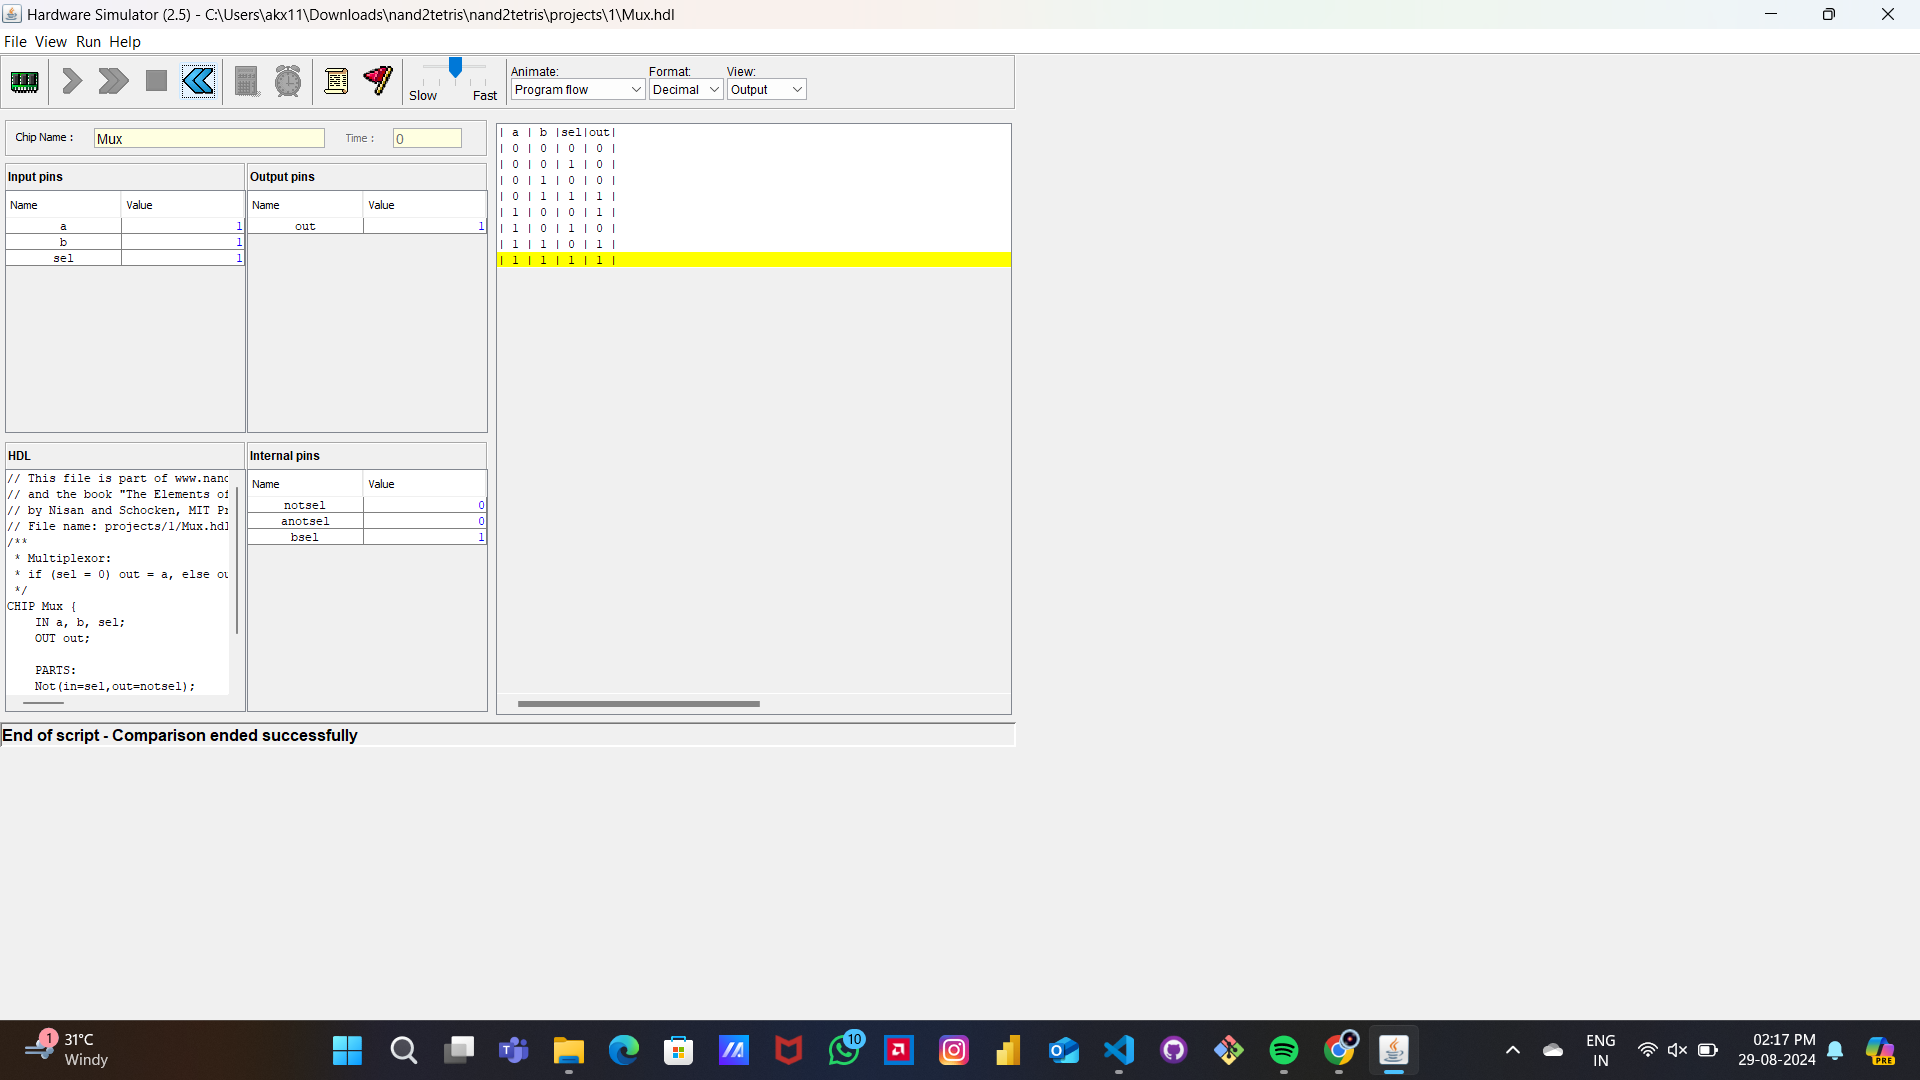 Hardware Simulator (2.5) - C:\Users\akx11\Downloads\nand2tetris\nand2tetris\projects\1\Mux.hdl
File View Run Help
Slow Fast
Animate: Format: View:
Program flow Decimal Output
Chip Name : Mux Time : 0
Input pins
Name Value
a 1
b 1
sel 1
Output pins
Name Value
out 1
| a | b |sel|out|
| 0 | 0 | 0 | 0 |
| 0 | 0 | 1 | 0 |
| 0 | 1 | 0 | 0 |
| 0 | 1 | 1 | 1 |
| 1 | 0 | 0 | 1 |
| 1 | 0 | 1 | 0 |
| 1 | 1 | 0 | 1 |
| 1 | 1 | 1 | 1 |
HDL
// This file is part of www.nand
// and the book "The Elements of
// by Nisan and Schocken, MIT Pr
// File name: projects/1/Mux.hdl
/**
* Multiplexor:
* if (sel = 0) out = a, else ou
*/
CHIP Mux {
IN a, b, sel;
OUT out;
PARTS:
Not(in=sel,out=notsel);
Internal pins
Name Value
notsel 0
anotsel 0
bsel 1
End of script - Comparison ended successfully
1
31°C
Windy
10
PRE
ENG
IN
02:17 PM
29-08-2024